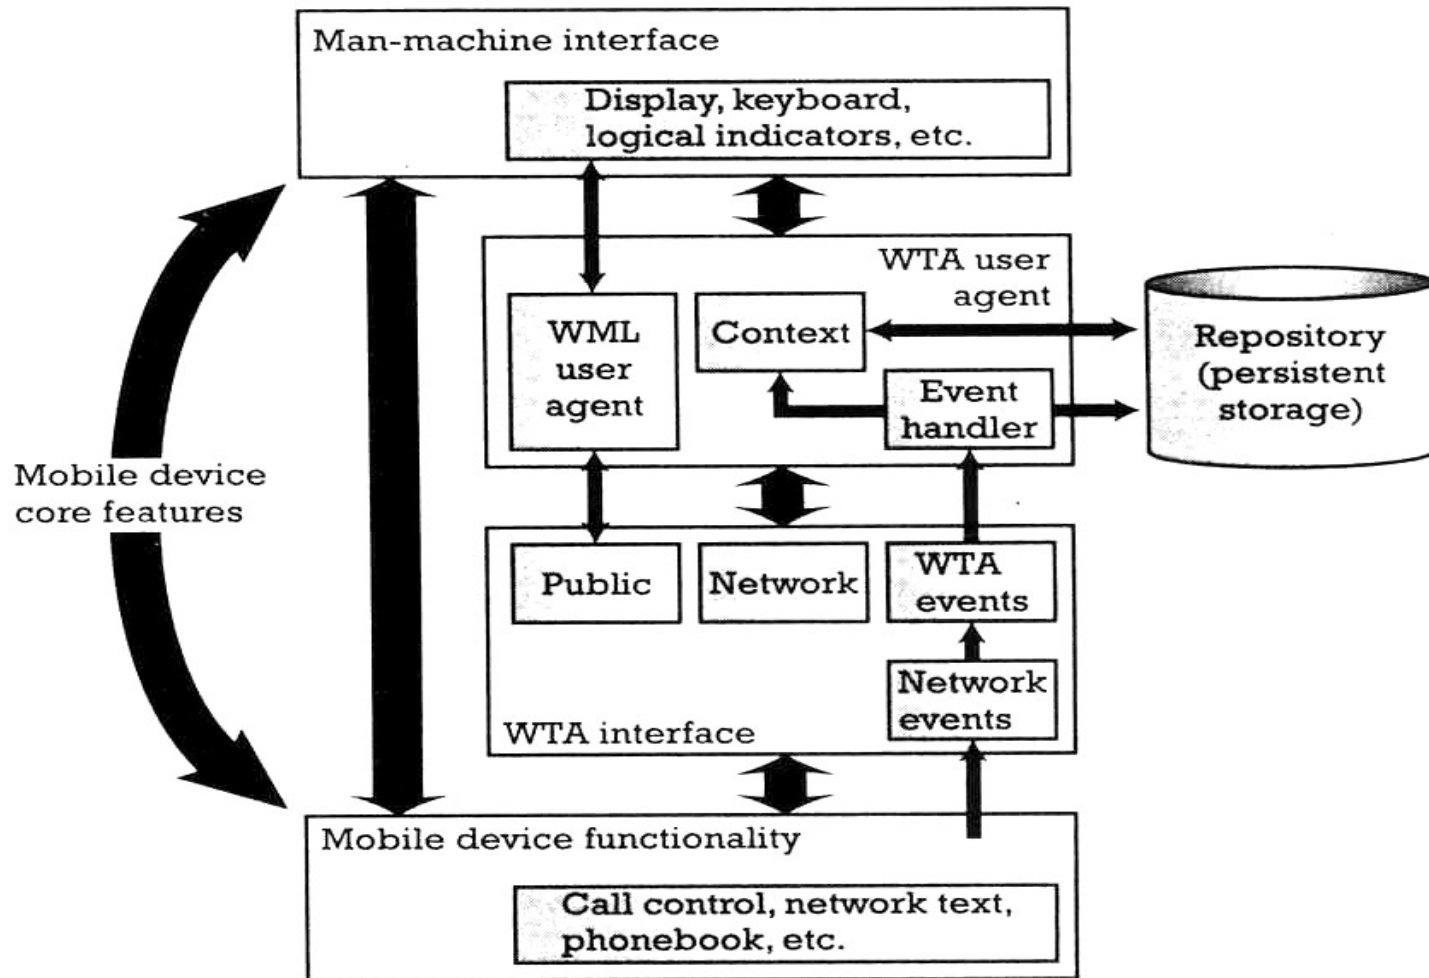 Man-machine interface
Display, keyboard,
logical indicators, etc.
WTA user
agent
WML
user
agent
Context
Event
handler
Repository
(persistent
storage)
Mobile device
core features
Public
Network
WTA
events
Network
events
WTA interface
Mobile device functionality
Call control, network text,
phonebook, etc.